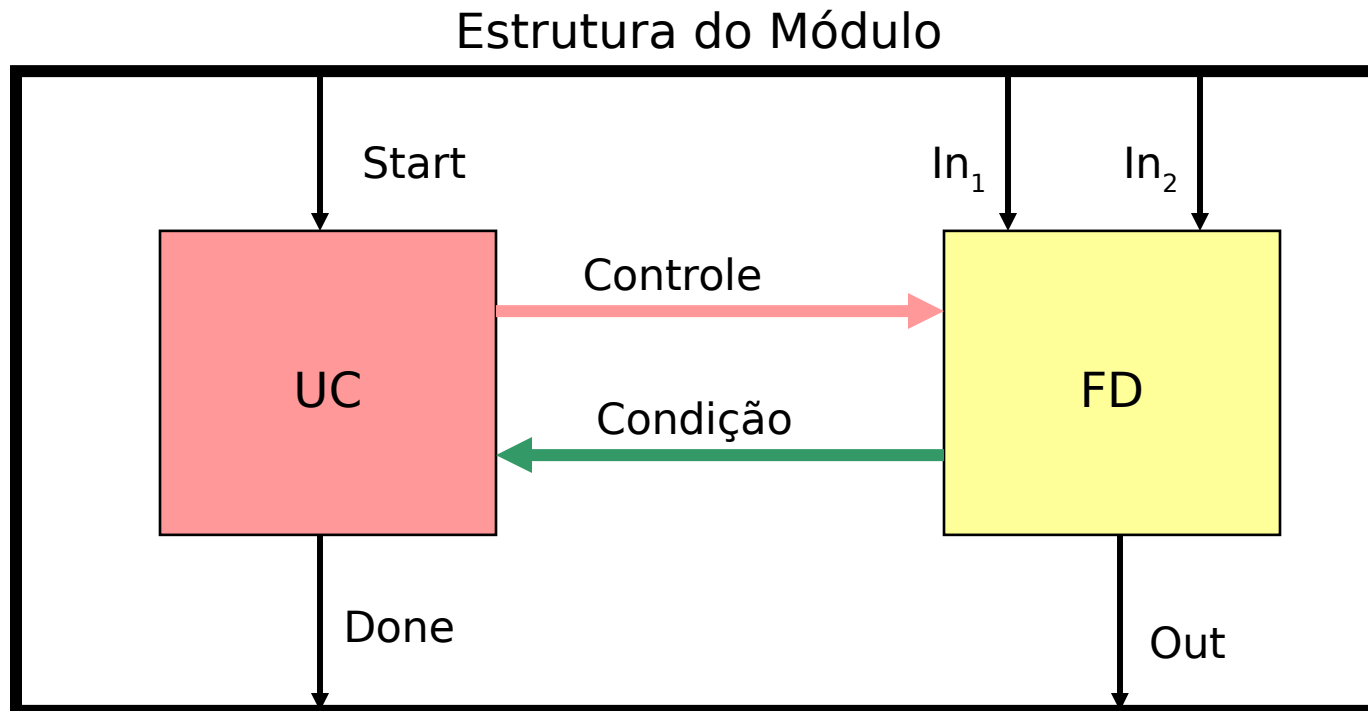 Estrutura do Módulo
Start
In₁
In₂
Controle
UC
FD
Condição
Done
Out